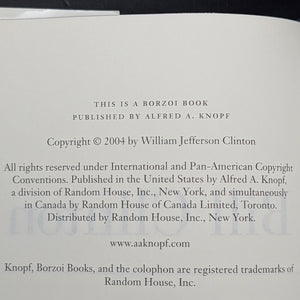 THIS IS A BORZOI BOOK
PUBLISHED BY ALFRED A. KNOPF
Copyright © 2004 by William Jefferson Clinton
All rights reserved under International and Pan-American Copyright
Conventions. Published in the United States by Alfred A. Knopf,
a division of Random House, Inc., New York, and simultaneously
in Canada by Random House of Canada Limited, Toronto.
Distributed by Random House, Inc., New York.
www.aaknopf.com
Knopf, Borzoi Books, and the colophon are registered trademarks of
Random House, Inc.